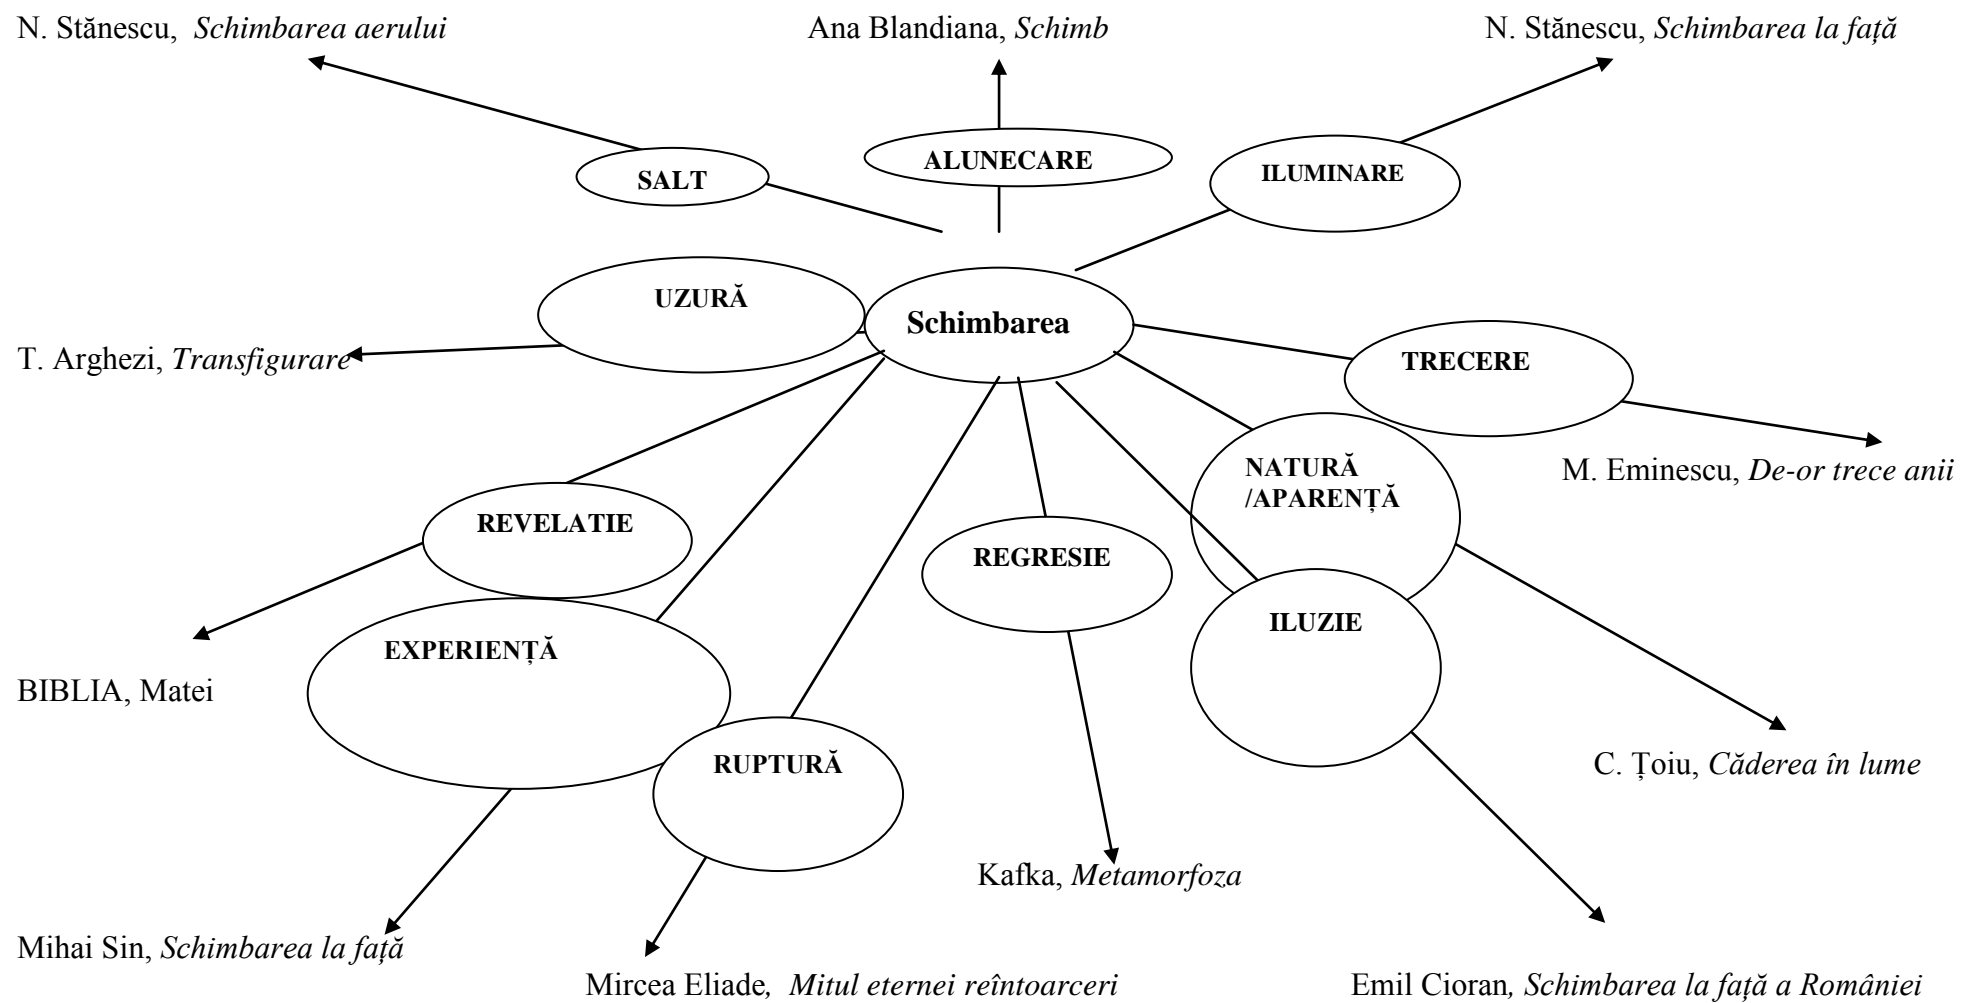 N. Stănescu, Schimbarea aerului
Ana Blandiana, Schimb
N. Stănescu, Schimbarea la față
SALT
ALUNECARE
ILUMINARE
UZURĂ
Schimbarea
T. Arghezi, Transfigurare
TRECERE
M. Eminescu, De-or trece anii
NATURĂ
/APARENȚĂ
REVELATIE
REGRESIE
ILUZIE
EXPERIENȚĂ
BIBLIA, Matei
RUPTURĂ
C. Țoiu, Căderea în lume
Kafka, Metamorfoza
Mihai Sin, Schimbarea la față
Mircea Eliade, Mitul eternei reîntoarceri
Emil Cioran, Schimbarea la față a României